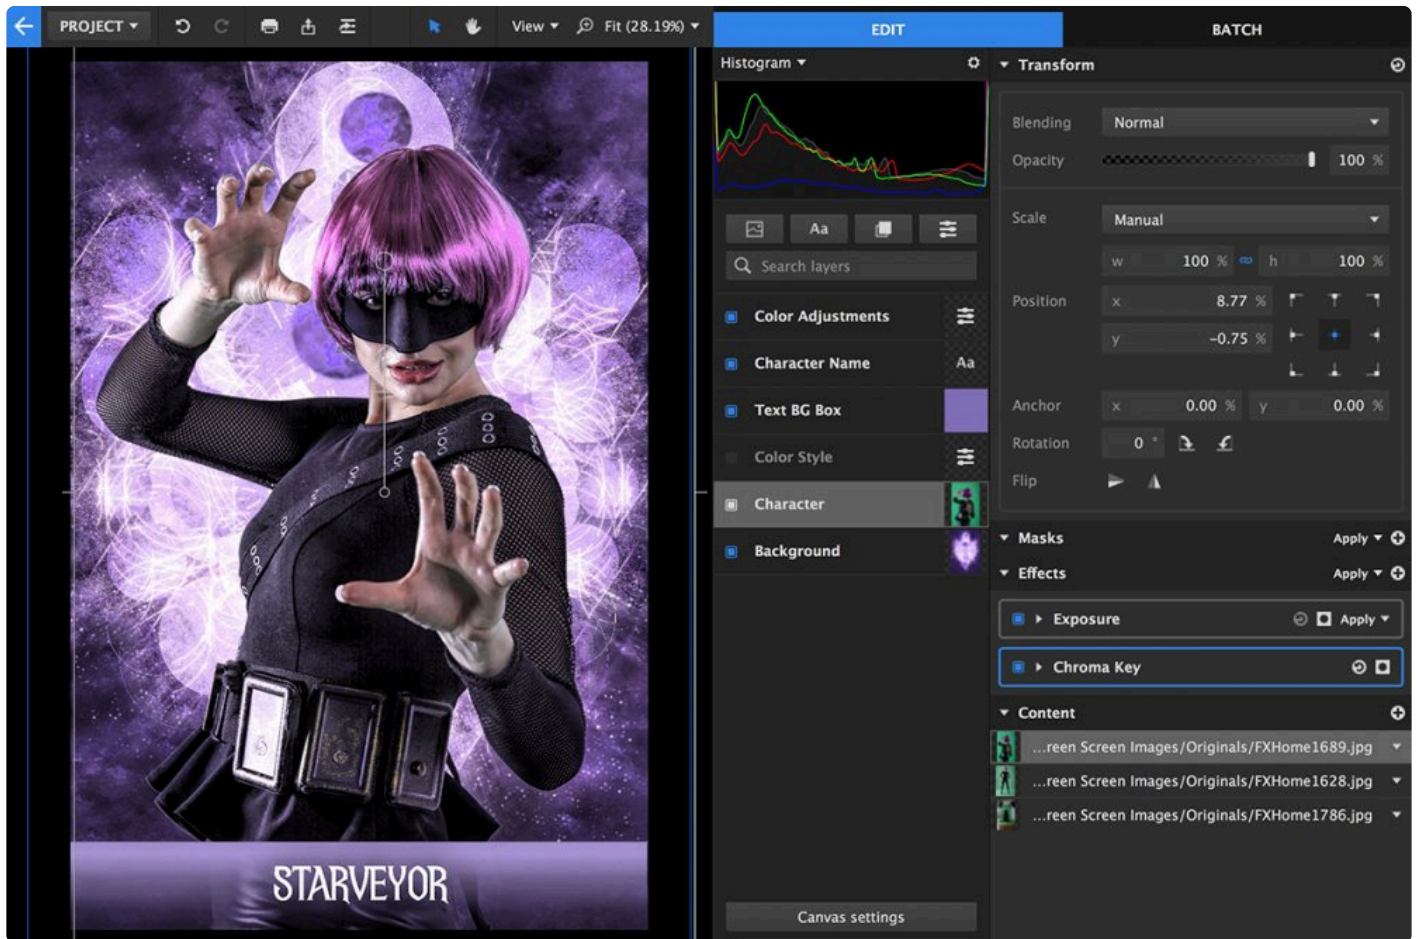 PROJECT
View
Fit (28.19%)
EDIT
BATCH
Histogram
Aa
Search layers
Color Adjustments
Character Name
Aa
Text BG Box
Color Style
Character
Background
Canvas settings
Transform
Blending
Normal
Opacity
100 %
Scale
Manual
w 100 % h 100 %
Position
x 8.77 %
y -0.75 %
Anchor
x 0.00 % y 0.00 %
Rotation
0 °
Flip
Masks
Apply
Effects
Apply
Exposure
Apply
Chroma Key
Content
...reen Screen Images/Originals/FXHome1689.jpg
...reen Screen Images/Originals/FXHome1628.jpg
...reen Screen Images/Originals/FXHome1786.jpg
STARVEYOR